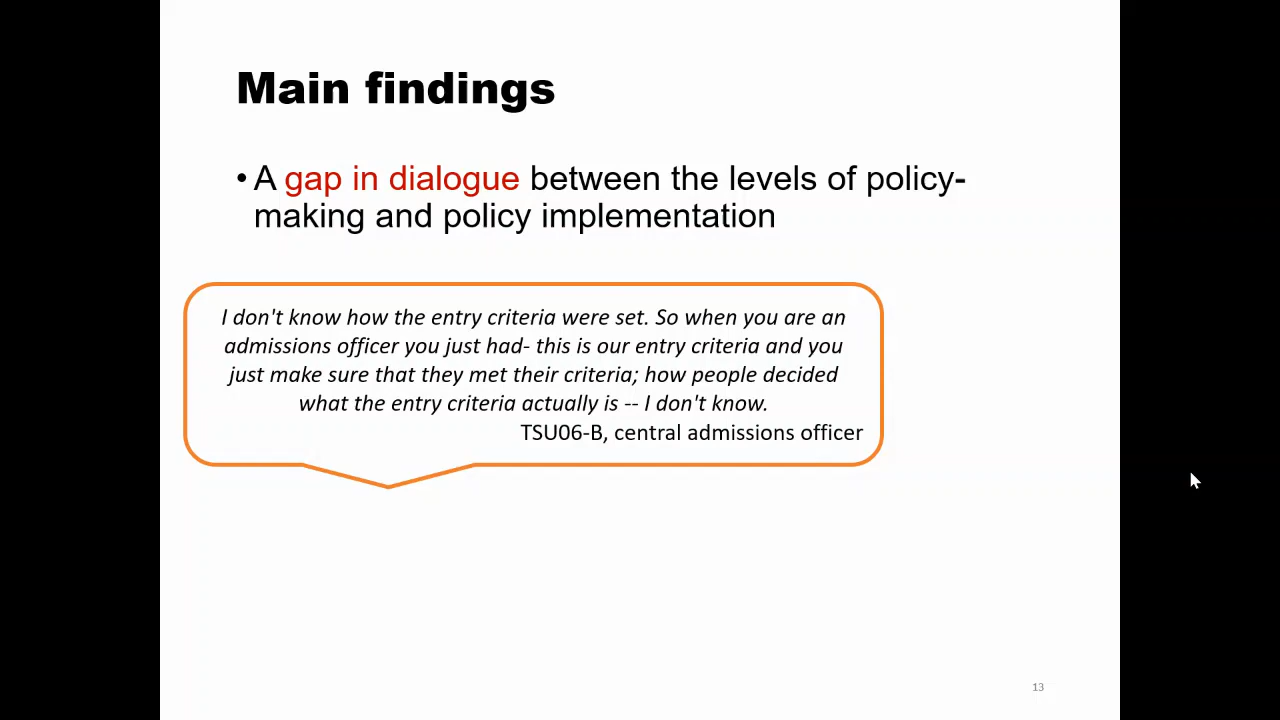 Main findings
• A gap in dialogue between the levels of policy-
making and policy implementation
I don't know how the entry criteria were set. So when you are an
admissions officer you just had- this is our entry criteria and you
just make sure that they met their criteria; how people decided
what the entry criteria actually is -- I don't know.
TSU06-B, central admissions officer
13